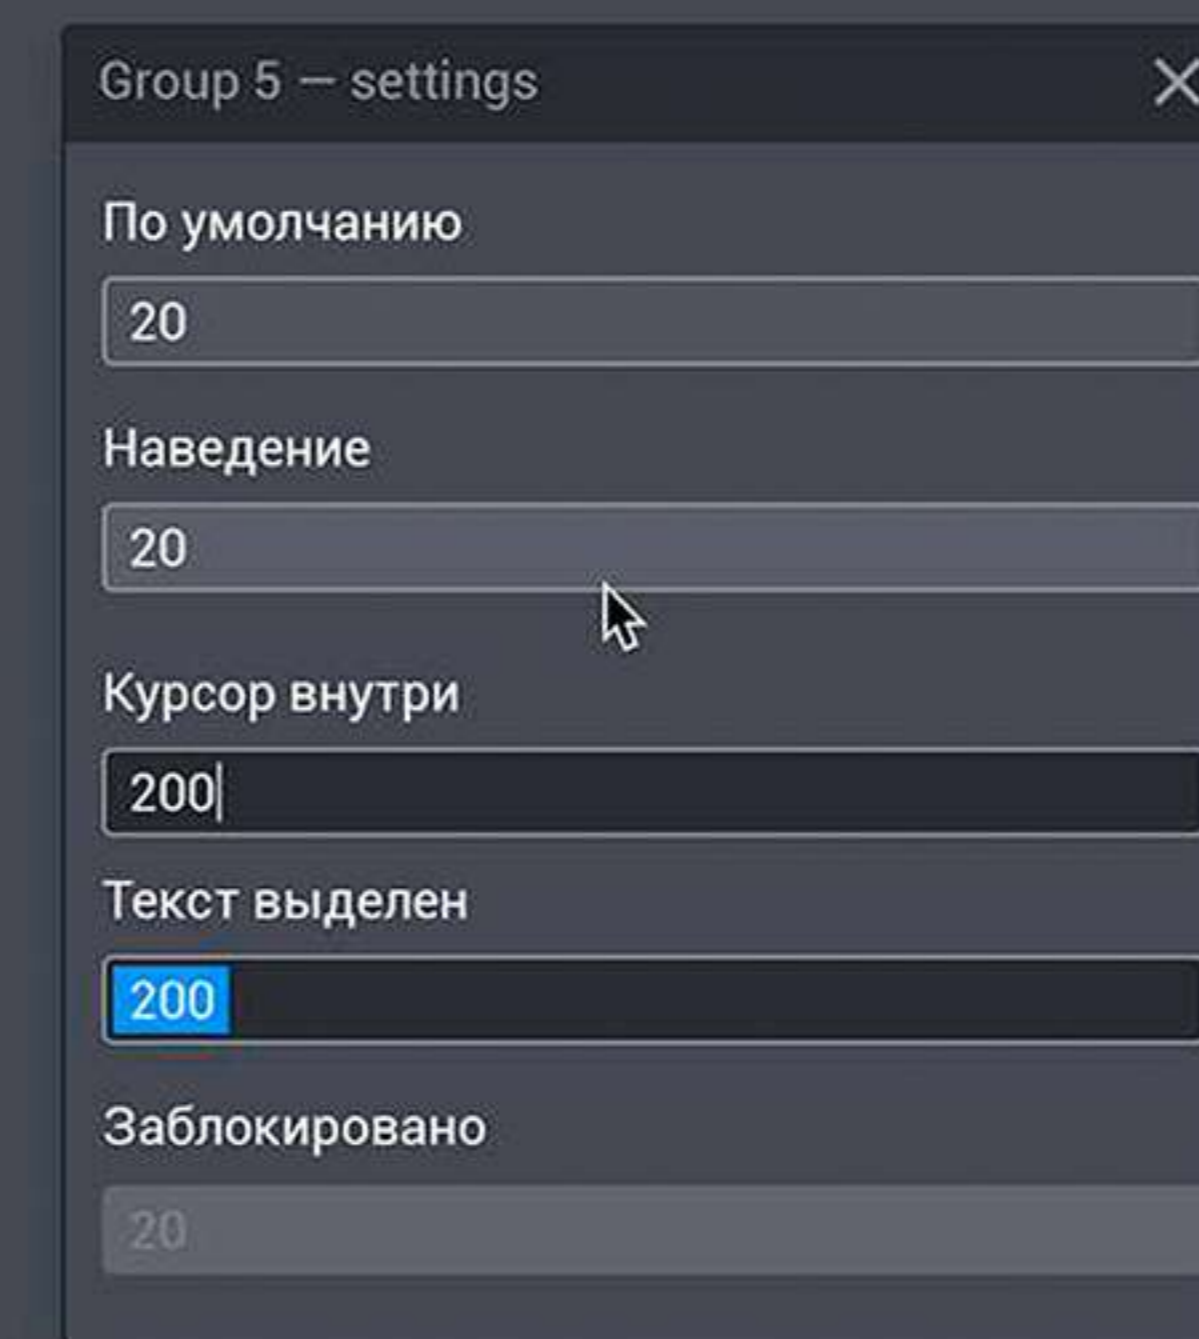 Group 5 — settings
По умолчанию
20
Наведение
20
Курсор внутри
200
Текст выделен
200
Заблокировано
20